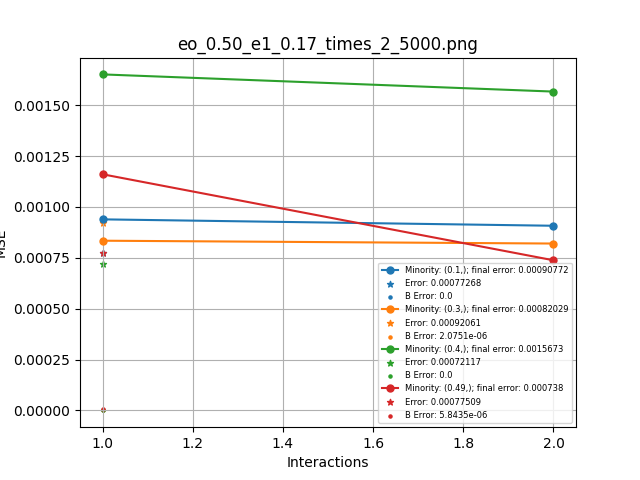 eo_0.50_e1_0.17_times_2_5000.png
MSE
0.00150
0.00125
0.00100
0.00075
0.00050
0.00025
0.00000
Minority: (0.1,); final error: 0.00090772
Error: 0.00077268
B Error: 0.0
Minority: (0.3,); final error: 0.00082029
Error: 0.00092061
B Error: 2.0751e-06
Minority: (0.4,); final error: 0.0015673
Error: 0.00072117
B Error: 0.0
Minority: (0.49,); final error: 0.000738
Error: 0.00077509
B Error: 5.8435e-06
1.0 1.2 1.4 1.6 1.8 2.0
Interactions